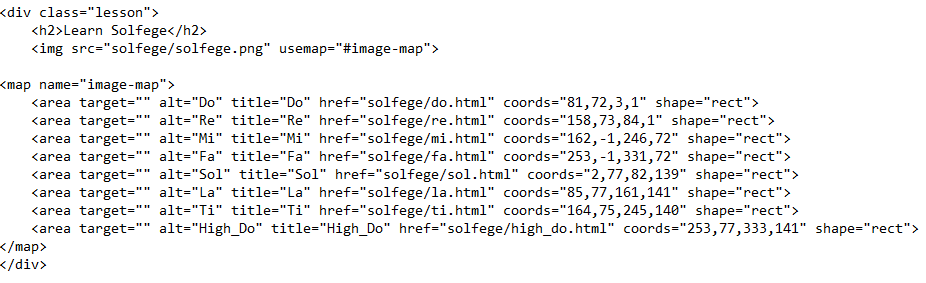 <div class="lesson">
    <h2>Learn Solfege</h2>
    <img src="solfege/solfege.png" usemap="#image-map">

<map name="image-map">
    <area target="" alt="Do" title="Do" href="solfege/do.html" coords="81,72,3,1" shape="rect">
    <area target="" alt="Re" title="Re" href="solfege/re.html" coords="158,73,84,1" shape="rect">
    <area target="" alt="Mi" title="Mi" href="solfege/mi.html" coords="162,-1,246,72" shape="rect">
    <area target="" alt="Fa" title="Fa" href="solfege/fa.html" coords="253,-1,331,72" shape="rect">
    <area target="" alt="Sol" title="Sol" href="solfege/sol.html" coords="2,77,82,139" shape="rect">
    <area target="" alt="La" title="La" href="solfege/la.html" coords="85,77,161,141" shape="rect">
    <area target="" alt="Ti" title="Ti" href="solfege/ti.html" coords="164,75,245,140" shape="rect">
    <area target="" alt="High_Do" title="High_Do" href="solfege/high_do.html" coords="253,77,333,141" shape="rect">
</map>
</div>